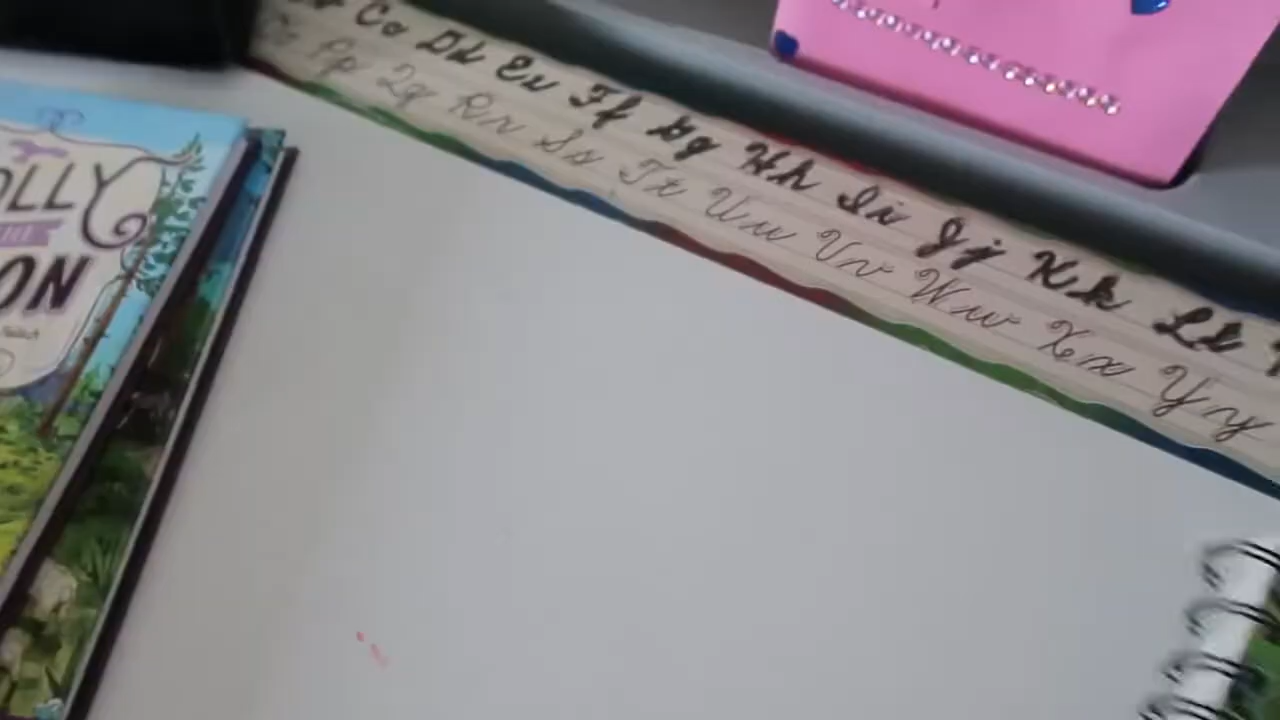 Cc Dd Ee Ff Gg Hh Ii Jj Kk Ll
Pp Qq Rr Ss Tt Uu Vv Ww Xx Yy
OLLY
THE
ON